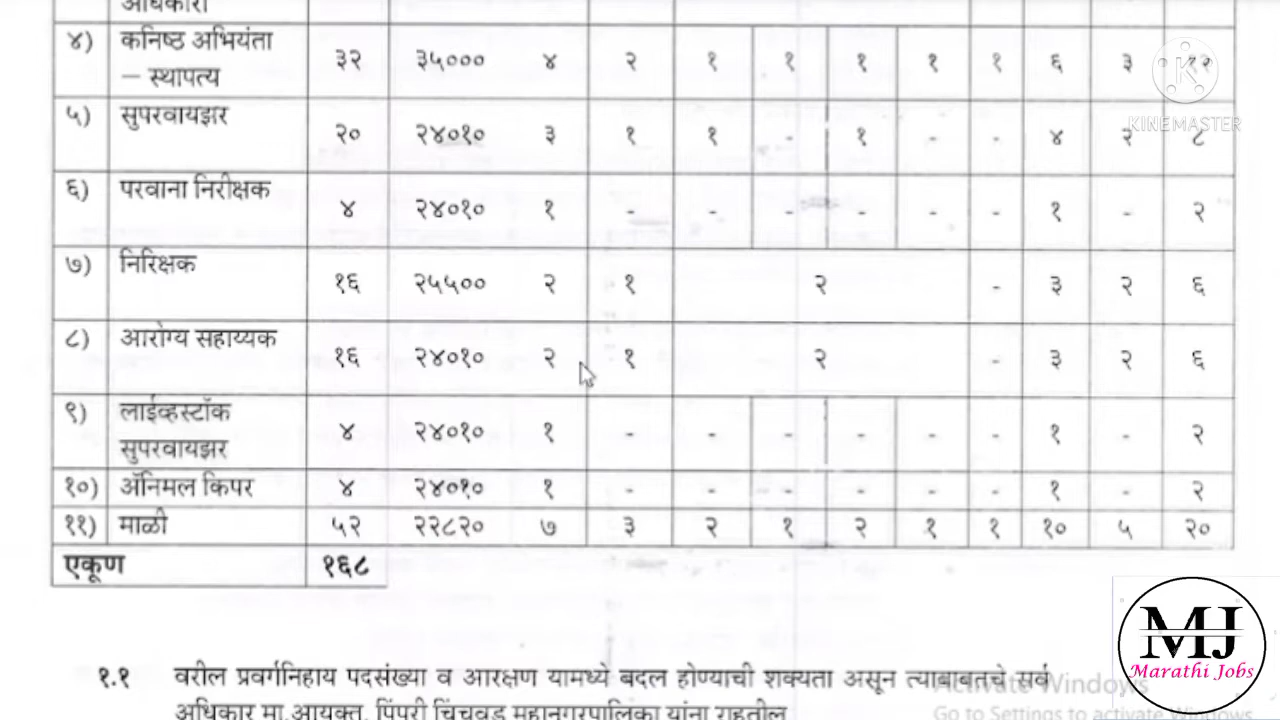 अधिकारी
४) कनिष्ठ अभियंता ३२ ३५००० ४ २ १ १ १ १ १ ६ ३ १२
– स्थापत्य
५) सुपरवायझर २० २४०१० ३ १ १ - १ - - ४ २ ८
६) परवाना निरीक्षक ४ २४०१० १ - - - - - - १ - २
७) निरिक्षक १६ २५५०० २ १ २ - ३ २ ६
८) आरोग्य सहाय्यक १६ २४०१० २ १ २ - ३ २ ६
९) लाईव्हस्टॉक ४ २४०१० १ - - - - - - १ - २
सुपरवायझर
१०) ॲनिमल किपर ४ २४०१० १ - - - - - - १ - २
११) माळी ५२ २२८२० ७ ३ २ १ २ १ १ १० ५ २०
एकूण १६८
१.१ वरील प्रवर्गनिहाय पदसंख्या व आरक्षण यामध्ये बदल होण्याची शक्यता असून त्याबाबतचे सर्व
अधिकार मा.आयुक्त, पिंपरी चिंचवड महानगरपालिका यांना राहतील
K
KINEMASTER
MJ
Marathi Jobs
Activate Windows
Go to Settings to activate Windows